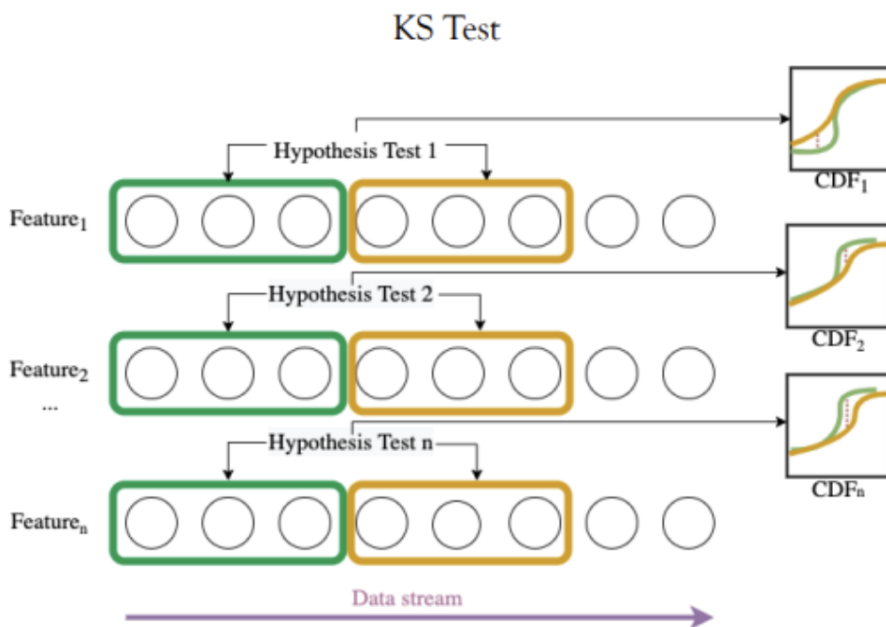 KS Test
Hypothesis Test 1
CDF₁
Feature₁
Hypothesis Test 2
CDF₂
Feature₂
...
Hypothesis Test n
CDFₙ
Featureₙ
Data stream